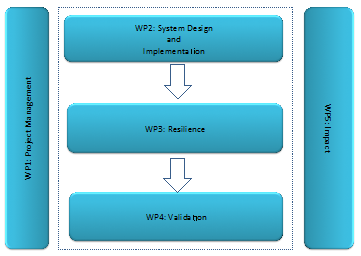 WP1: Project Management
WP2: System Design
and
Implementation
WP3: Resilience
WP4: Validation
WP5: Impact